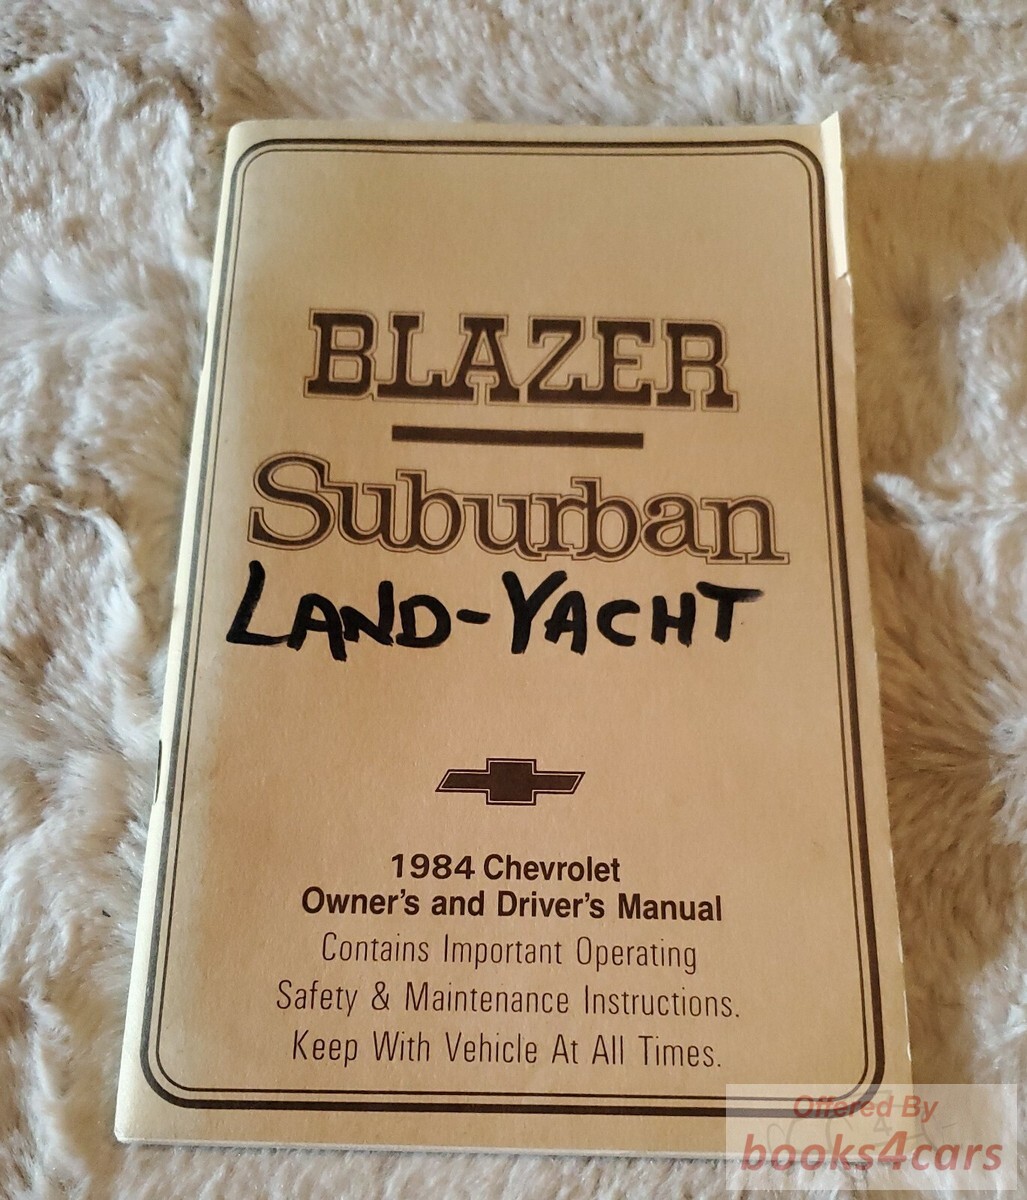 BLAZER
Suburban
LAND-YACHT
1984 Chevrolet
Owner's and Driver's Manual
Contains Important Operating
Safety & Maintenance Instructions.
Keep With Vehicle At All Times.
Offered By
books4cars